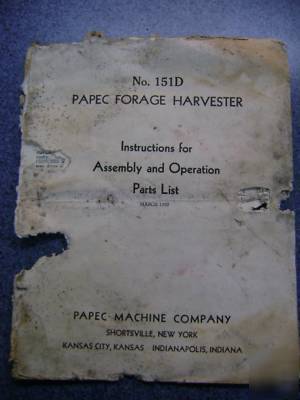 No. 151D
PAPEC FORAGE HARVESTER
Instructions for
Assembly and Operation
Parts List
MARCH
PAPEC MACHINE COMPANY
SHORTSVILLE, NEW YORK
KANSAS CITY, KANSAS INDIANAPOLIS, INDIANA